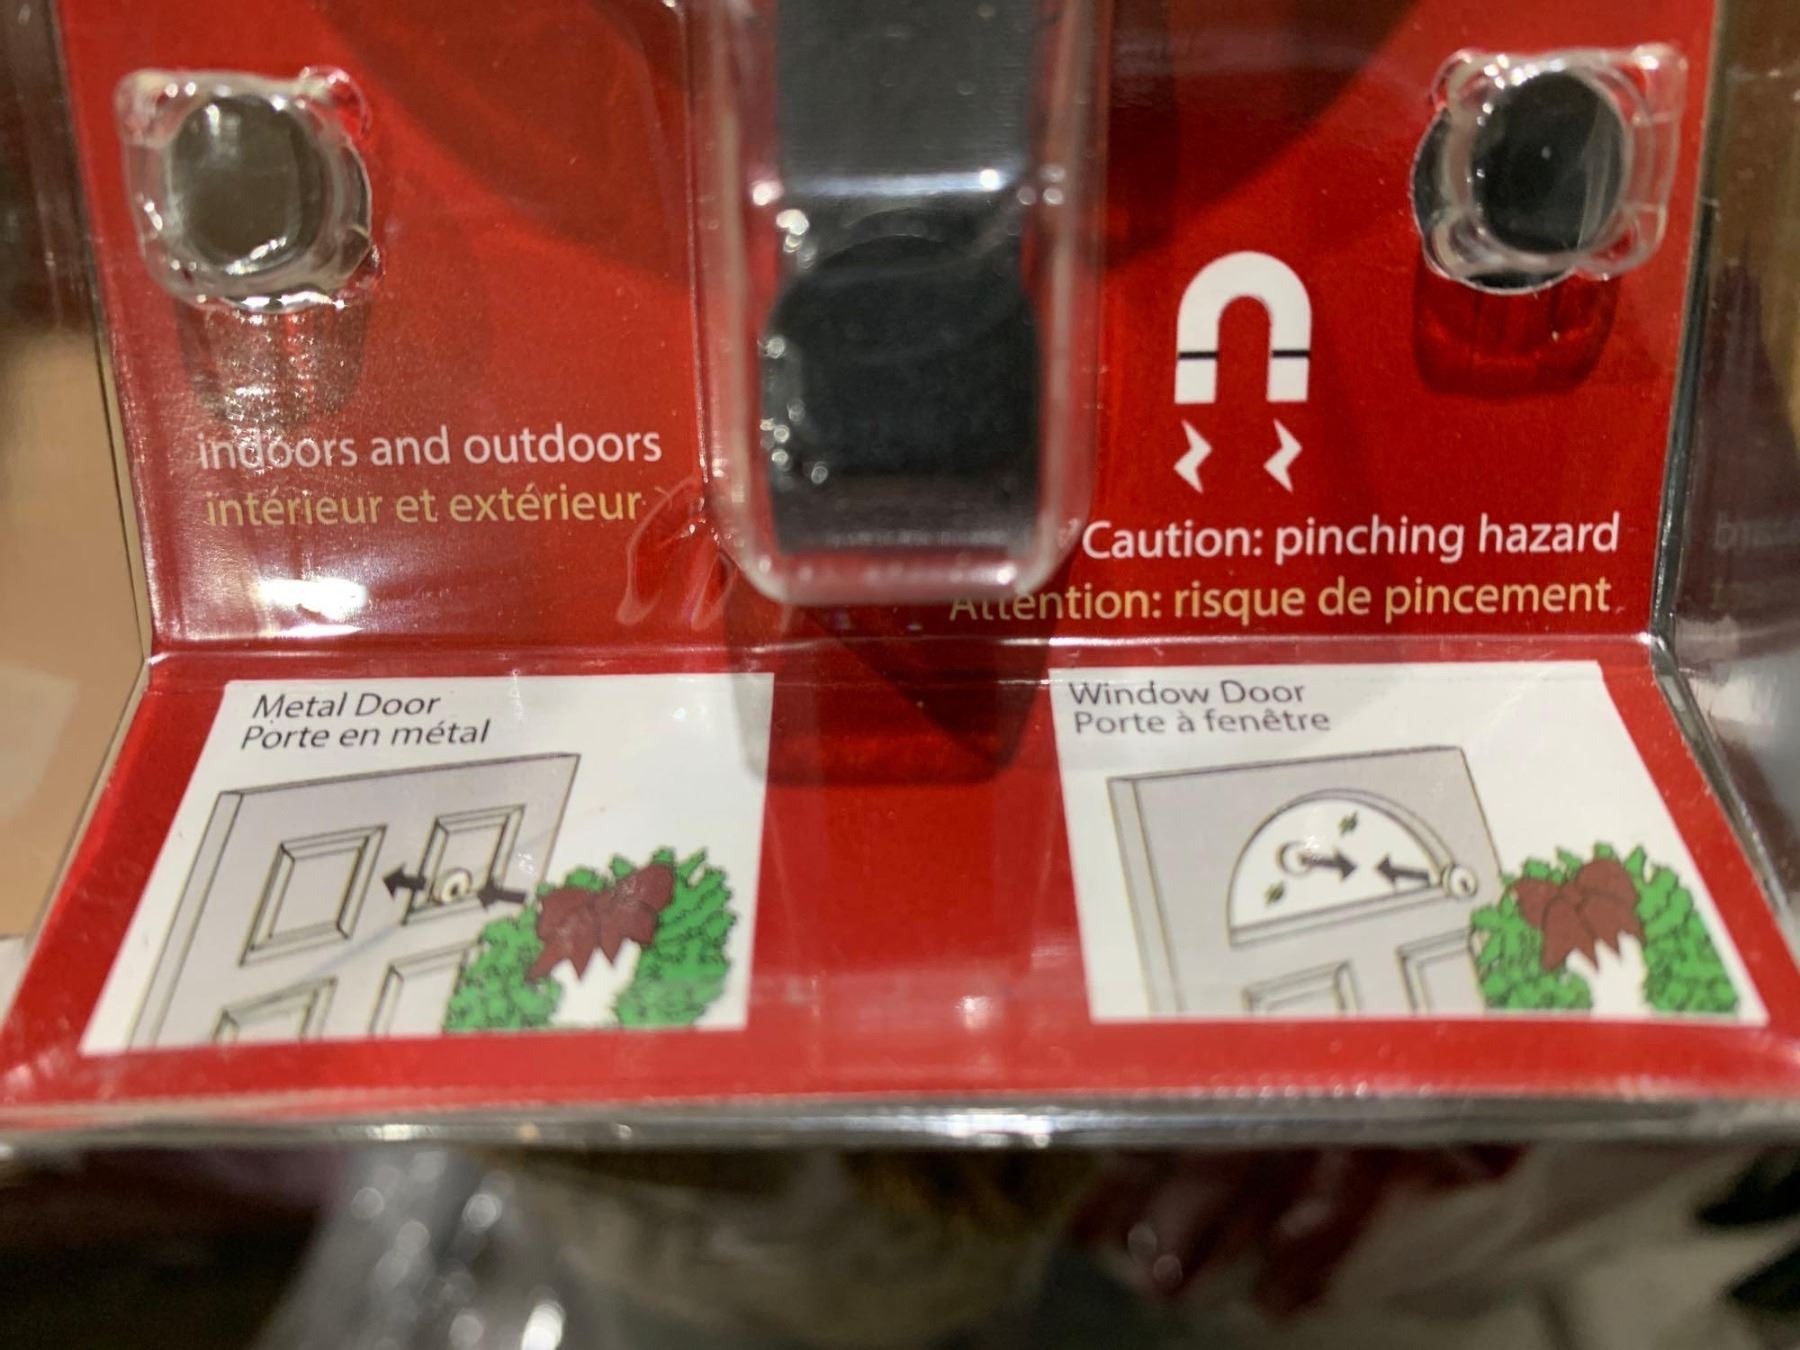 indoors and outdoors
intérieur et extérieur
Caution: pinching hazard
Attention: risque de pincement
Metal Door
Porte en métal
Window Door
Porte à fenêtre